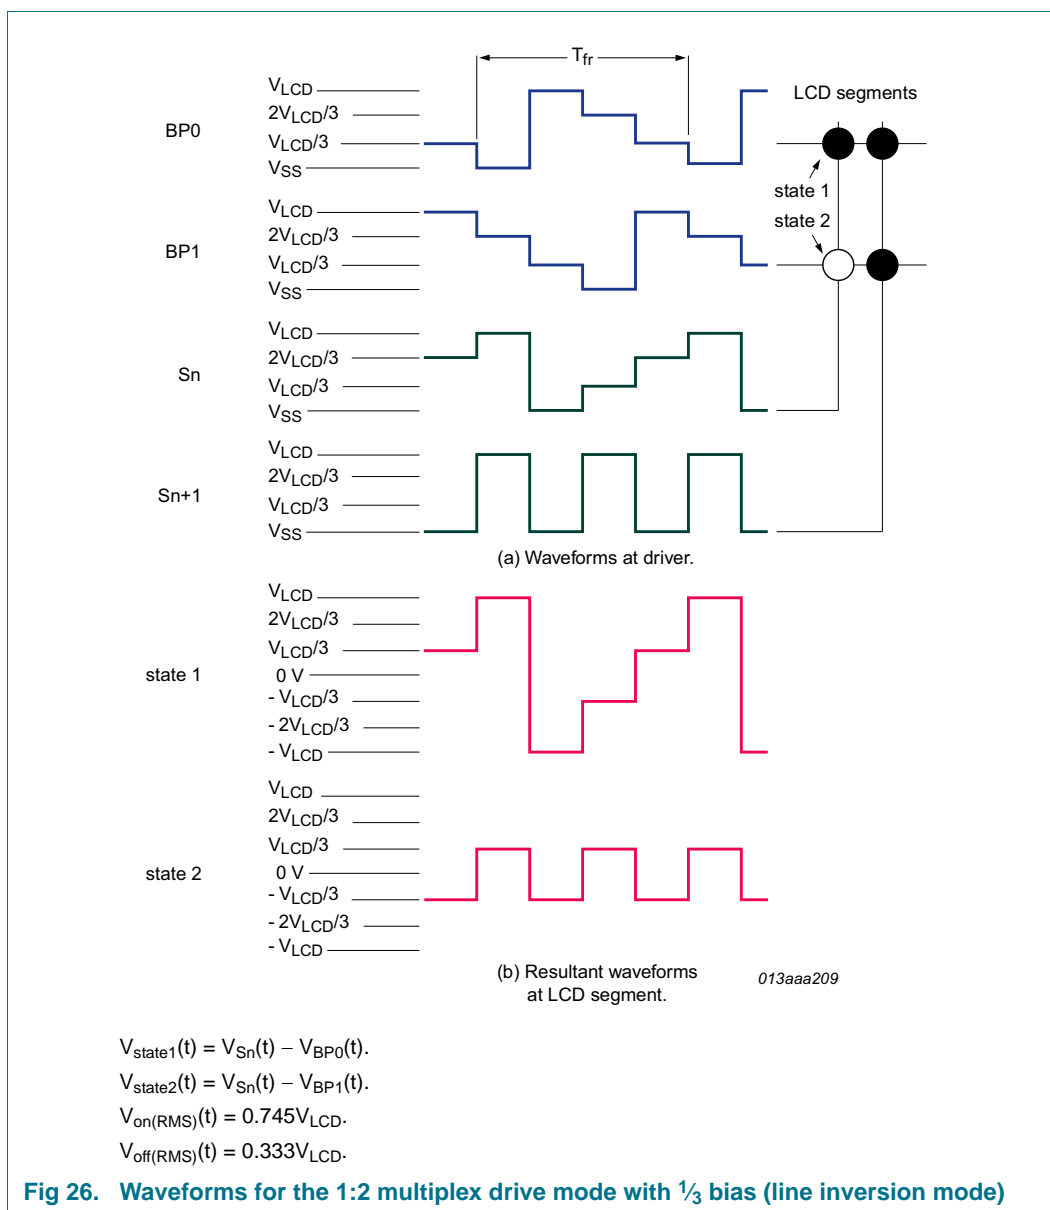 Tfr
VLCD
2VLCD/3
BP0
VLCD/3
VSS
LCD segments
state 1
state 2
VLCD
2VLCD/3
BP1
VLCD/3
VSS
VLCD
2VLCD/3
Sn
VLCD/3
VSS
VLCD
2VLCD/3
Sn+1
VLCD/3
VSS
(a) Waveforms at driver.
VLCD
2VLCD/3
VLCD/3
state 1
0 V
- VLCD/3
- 2VLCD/3
- VLCD
VLCD
2VLCD/3
VLCD/3
state 2
0 V
- VLCD/3
- 2VLCD/3
- VLCD
(b) Resultant waveforms
at LCD segment.
013aaa209
Vstate1(t) = VSn(t) − VBP0(t).
Vstate2(t) = VSn(t) − VBP1(t).
Von(RMS)(t) = 0.745VLCD.
Voff(RMS)(t) = 0.333VLCD.
Fig 26. Waveforms for the 1:2 multiplex drive mode with 1⁄3 bias (line inversion mode)